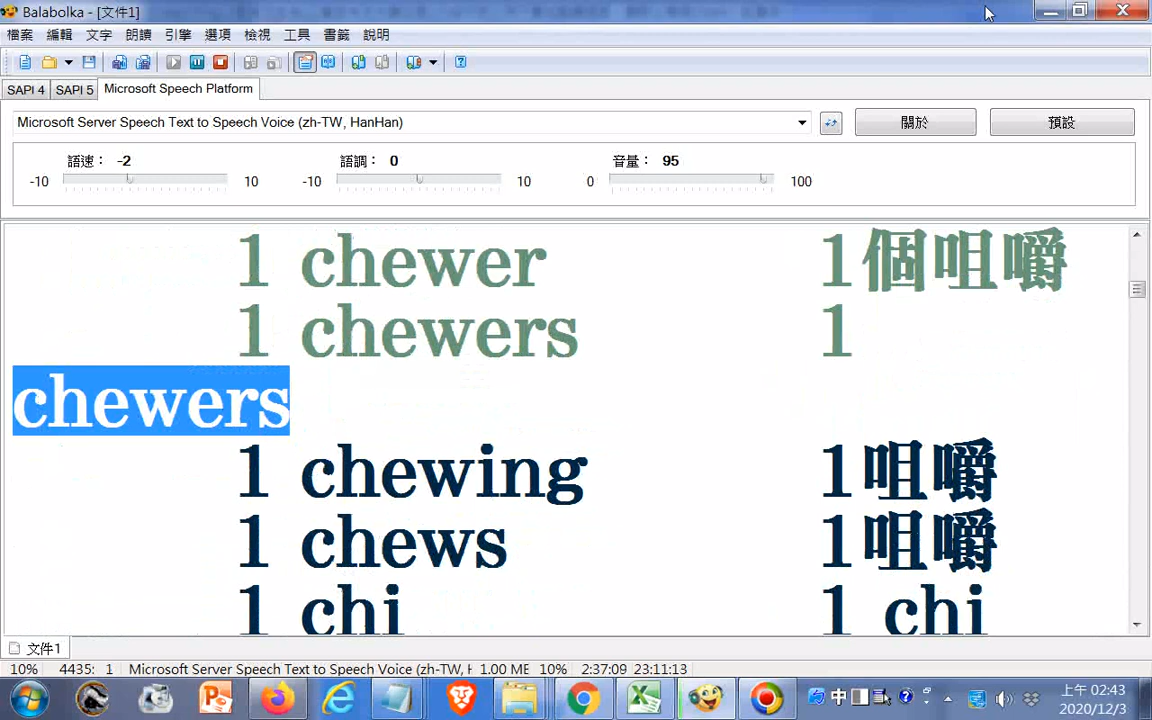 Balabolka - [文件1]
檔案 編輯 文字 朗讀 引擎 選項 檢視 工具 書籤 說明
SAPI 4 SAPI 5 Microsoft Speech Platform
Microsoft Server Speech Text to Speech Voice (zh-TW, HanHan) 關於 預設
語速： -2 語調： 0 音量： 95
-10 10 -10 10 0 100
1 chewer 1個咀嚼
1 chewers 1
chewers
1 chewing 1咀嚼
1 chews 1咀嚼
1 chi 1 chi
文件1
10% 4435: 1 Microsoft Server Speech Text to Speech Voice (zh-TW, H 1.00 ME 10% 2:37:09 23:11:13
中 上午 02:43
2020/12/3